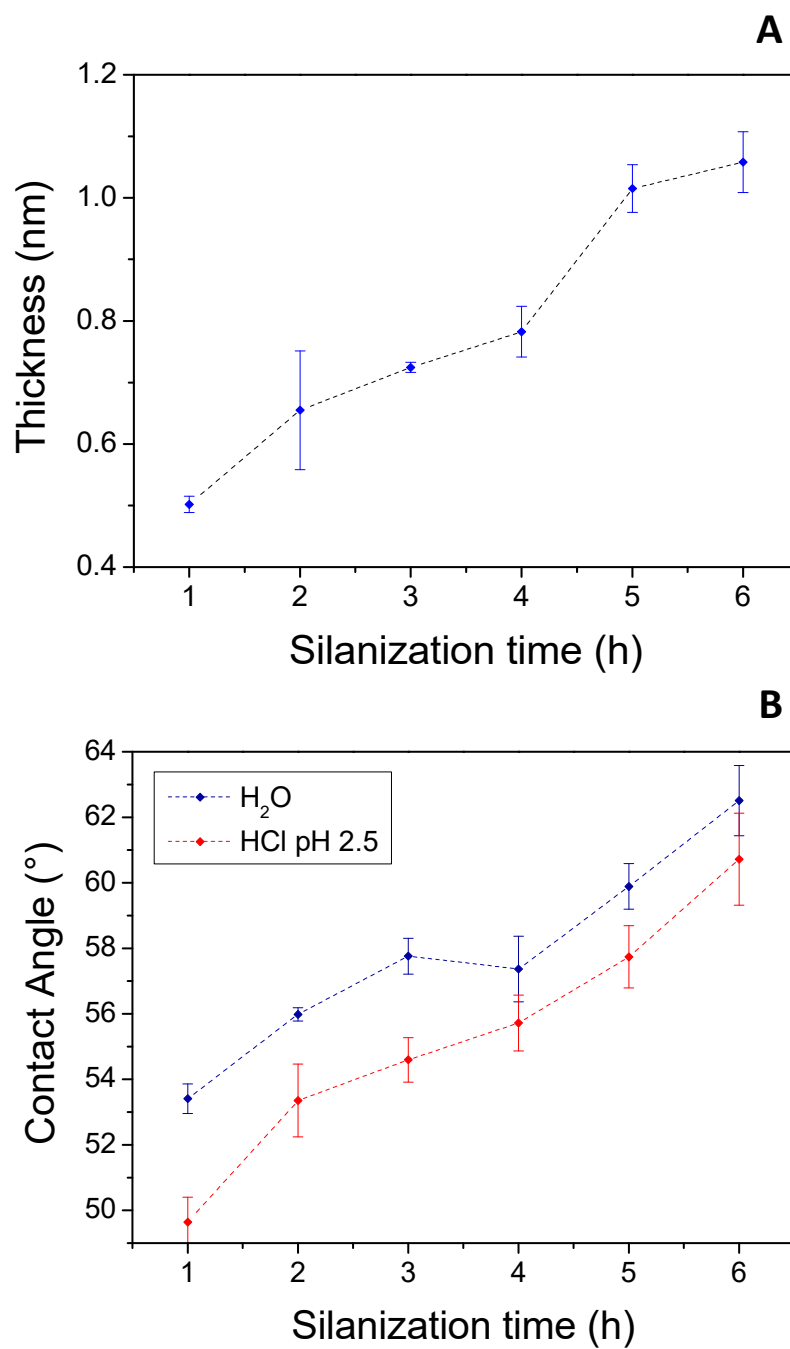 A
1.2
1.0
0.8
0.6
0.4
Thickness (nm)
1 2 3 4 5 6
Silanization time (h)
B
64
62
60
58
56
54
52
50
Contact Angle (°)
H₂O
HCl pH 2.5
1 2 3 4 5 6
Silanization time (h)